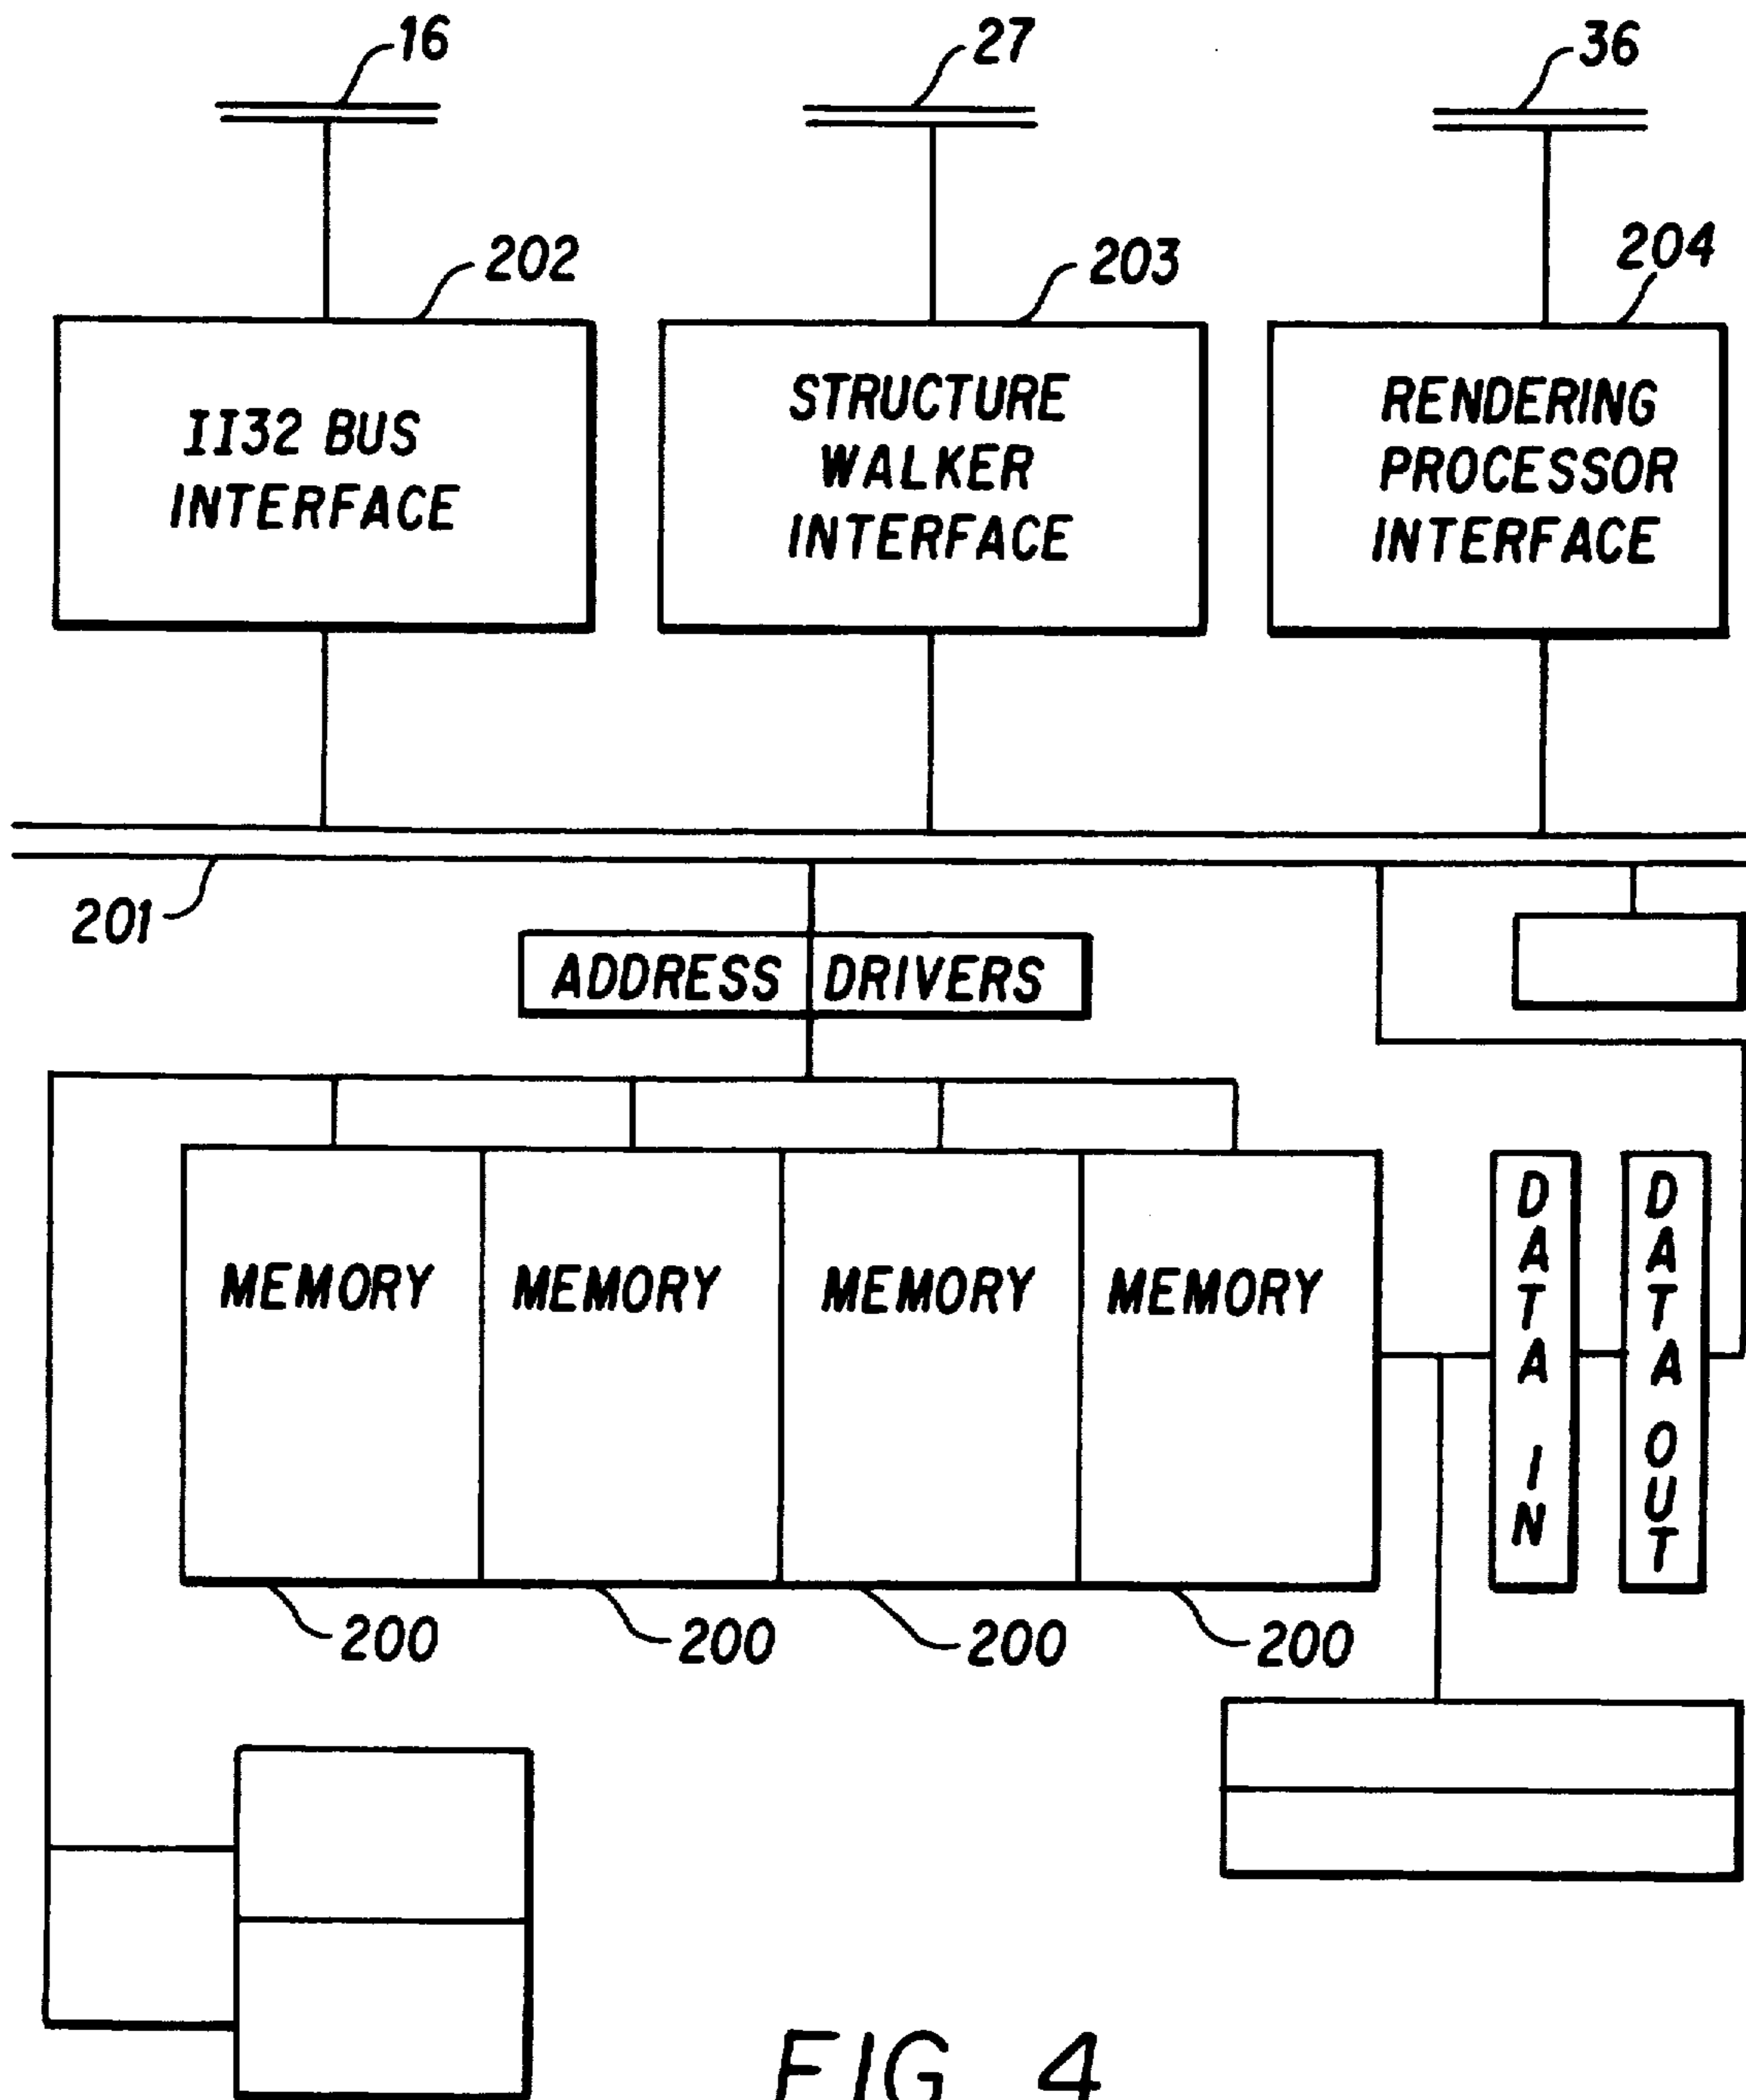 16
27
36
202
203
204
II32 BUS
INTERFACE
STRUCTURE
WALKER
INTERFACE
RENDERING
PROCESSOR
INTERFACE
201
ADDRESS DRIVERS
MEMORY
MEMORY
MEMORY
MEMORY
DATA IN
DATA OUT
200
200
200
200
FIG 4